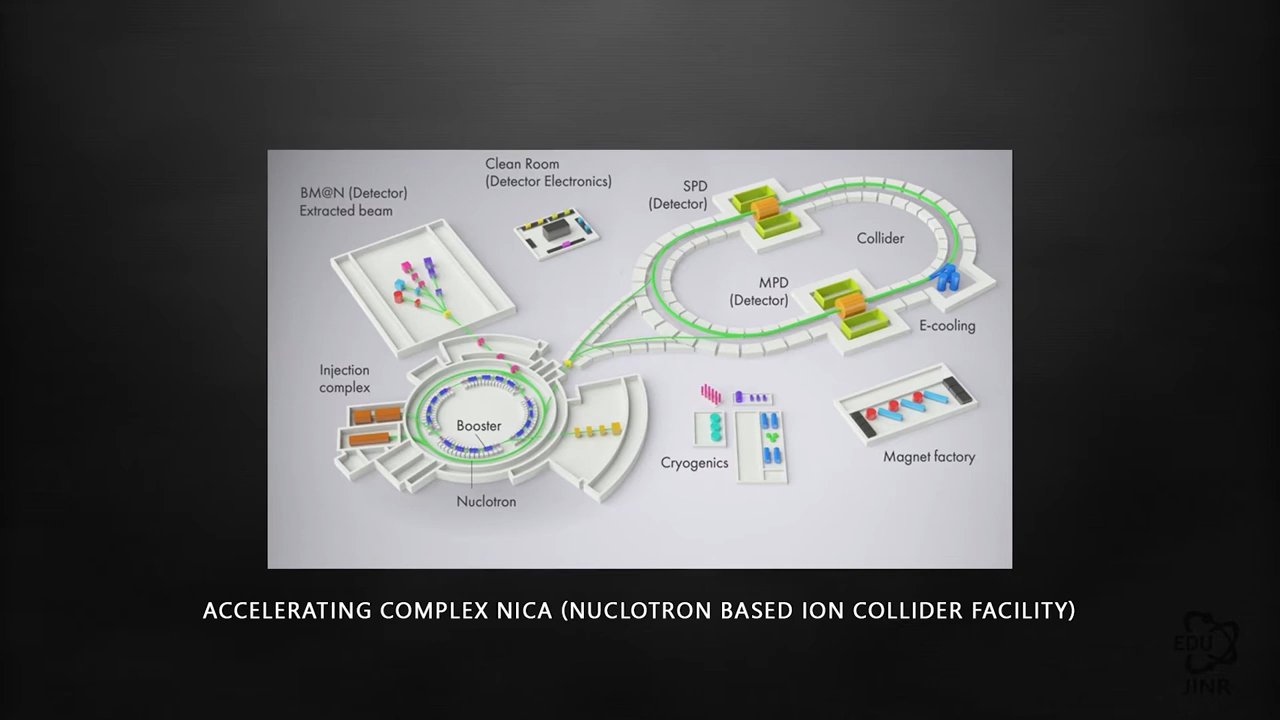 Clean Room
(Detector Electronics)
BM@N (Detector)
Extracted beam
SPD
(Detector)
Collider
MPD
(Detector)
E-cooling
Injection
complex
Booster
Nuclotron
Cryogenics
Magnet factory
ACCELERATING COMPLEX NICA (NUCLOTRON BASED ION COLLIDER FACILITY)
EDU
JINR